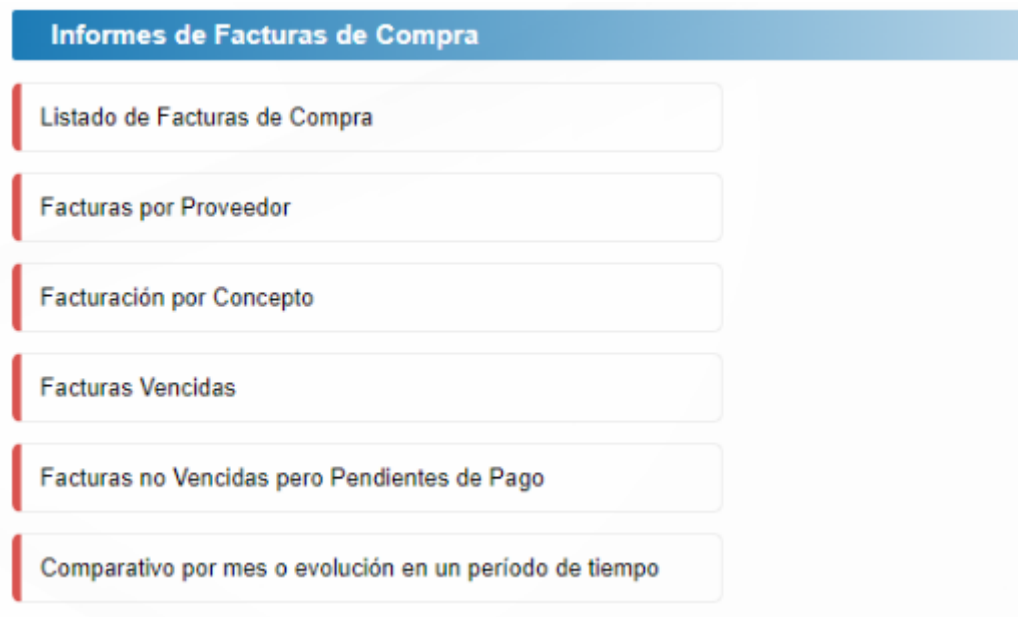 Informes de Facturas de Compra
Listado de Facturas de Compra
Facturas por Proveedor
Facturación por Concepto
Facturas Vencidas
Facturas no Vencidas pero Pendientes de Pago
Comparativo por mes o evolución en un período de tiempo